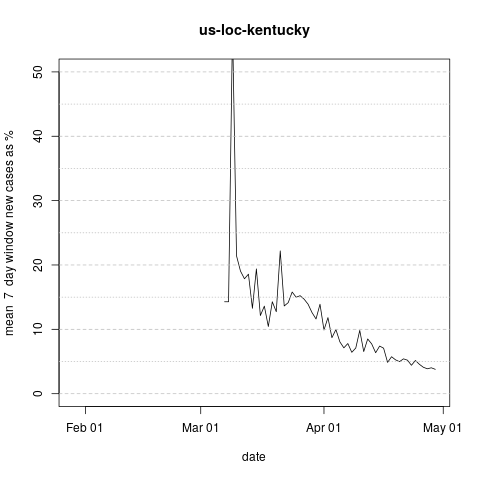 us-loc-kentucky
mean 7 day window new cases as %
50
40
30
20
10
0
Feb 01
Mar 01
Apr 01
May 01
date